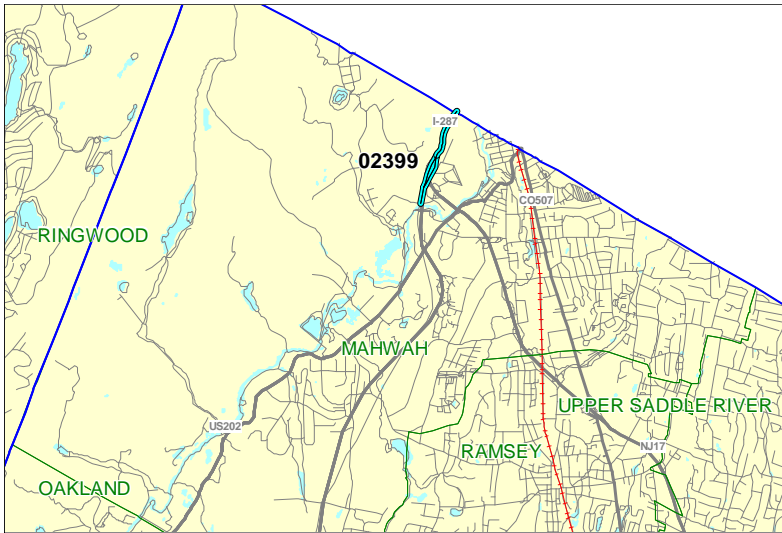 I-287
02399
CO507
RINGWOOD
MAHWAH
UPPER SADDLE RIVER
US202
RAMSEY
NJ17
OAKLAND